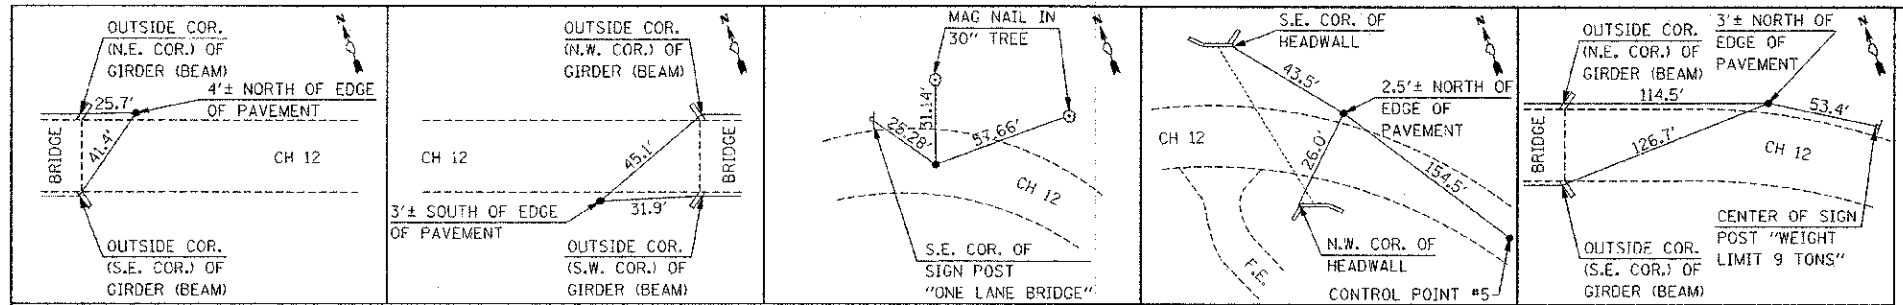 OUTSIDE COR.
(N.E. COR.) OF
GIRDER (BEAM)
N
4'± NORTH OF EDGE
OF PAVEMENT
25.7'
41.4'
BRIDGE
CH 12
OUTSIDE COR.
(S.E. COR.) OF
GIRDER (BEAM)
OUTSIDE COR.
(N.W. COR.) OF
GIRDER (BEAM)
N
45.1'
CH 12
BRIDGE
31.9'
3'± SOUTH OF EDGE
OF PAVEMENT
OUTSIDE COR.
(S.W. COR.) OF
GIRDER (BEAM)
MAG NAIL IN
30" TREE
N
31.14'
25.28'
57.66'
CH 12
S.E. COR. OF
SIGN POST
"ONE LANE BRIDGE"
S.E. COR. OF
HEADWALL
N
43.5'
2.5'± NORTH OF
EDGE OF
PAVEMENT
CH 12
26.0'
154.5'
F.E.
N.W. COR. OF
HEADWALL
CONTROL POINT #5
OUTSIDE COR.
(N.E. COR.) OF
GIRDER (BEAM)
3'± NORTH OF
EDGE OF
PAVEMENT
N
114.5'
53.4'
126.7'
BRIDGE
CH 12
OUTSIDE COR.
(S.E. COR.) OF
GIRDER (BEAM)
CENTER OF SIGN
POST "WEIGHT
LIMIT 9 TONS"